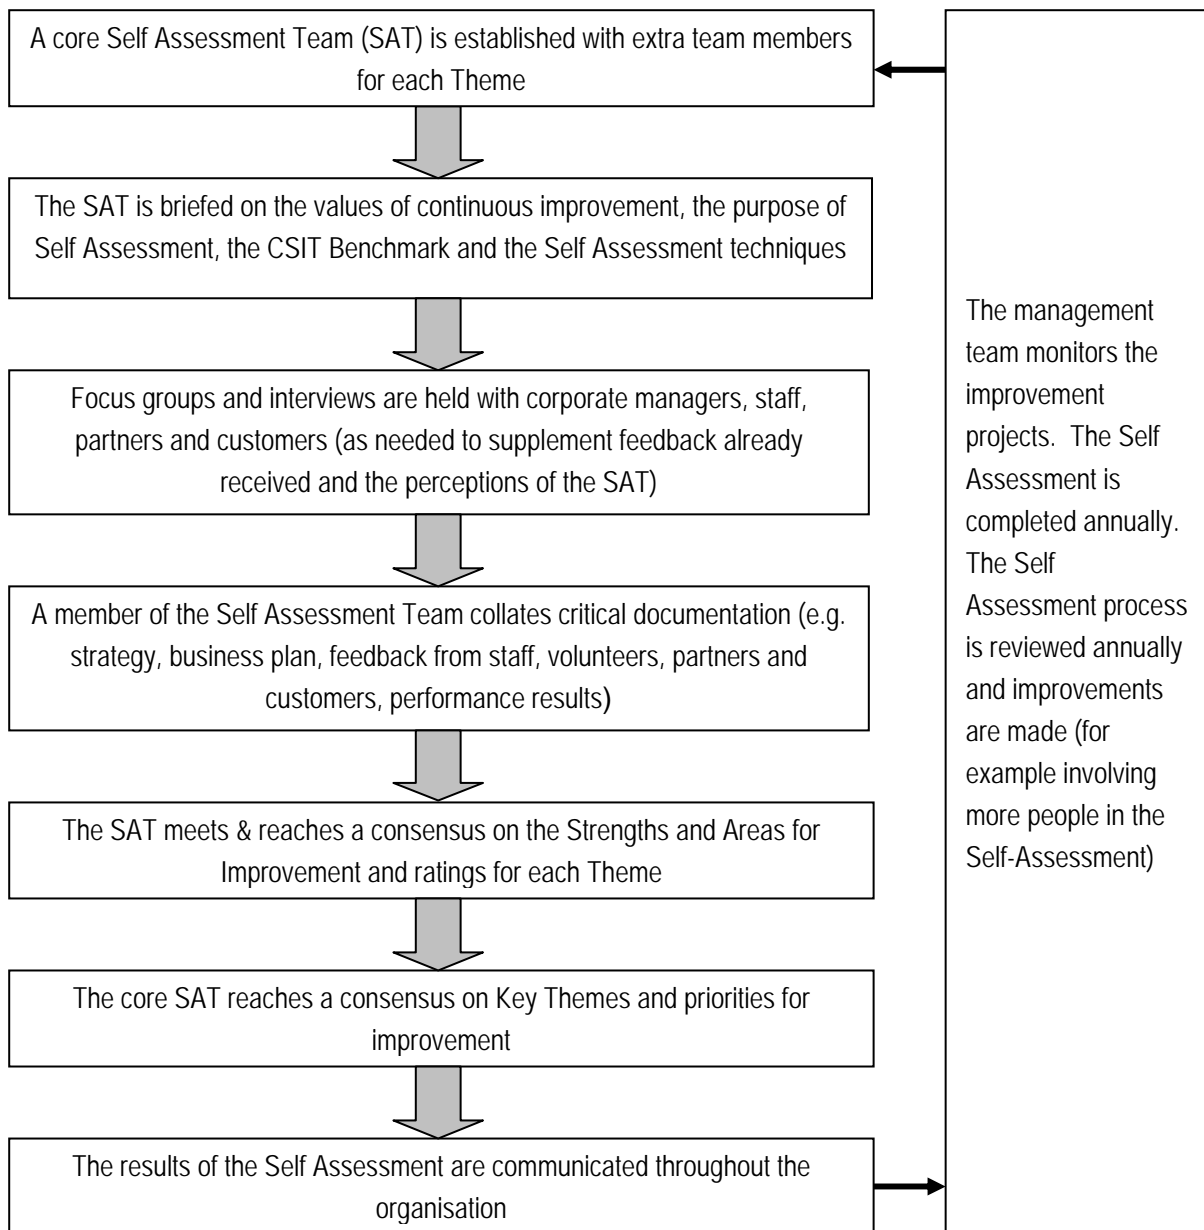 A core Self Assessment Team (SAT) is established with extra team members
for each Theme
The SAT is briefed on the values of continuous improvement, the purpose of
Self Assessment, the CSIT Benchmark and the Self Assessment techniques
Focus groups and interviews are held with corporate managers, staff,
partners and customers (as needed to supplement feedback already
received and the perceptions of the SAT)
A member of the Self Assessment Team collates critical documentation (e.g.
strategy, business plan, feedback from staff, volunteers, partners and
customers, performance results)
The SAT meets & reaches a consensus on the Strengths and Areas for
Improvement and ratings for each Theme
The core SAT reaches a consensus on Key Themes and priorities for
improvement
The results of the Self Assessment are communicated throughout the
organisation
The management
team monitors the
improvement
projects. The Self
Assessment is
completed annually.
The Self
Assessment process
is reviewed annually
and improvements
are made (for
example involving
more people in the
Self-Assessment)